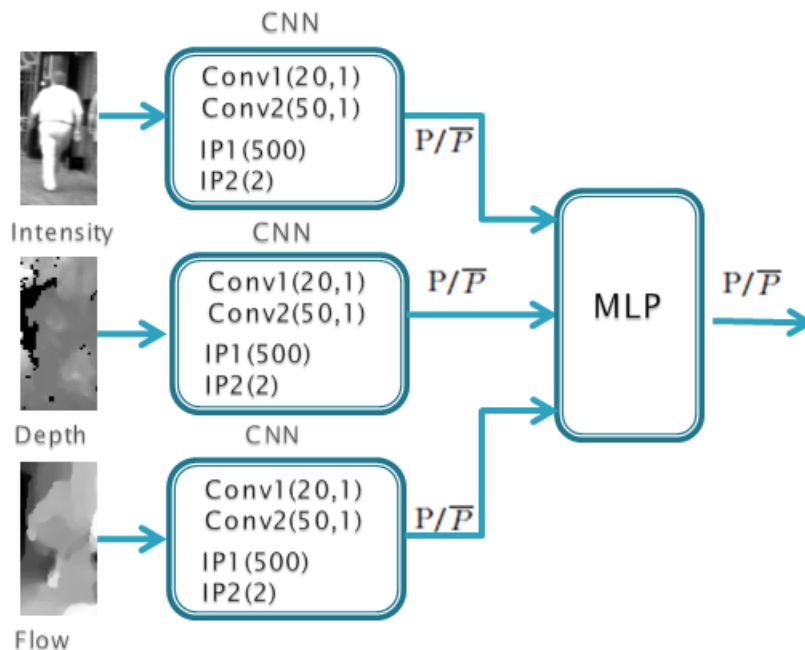 CNN
Conv1(20,1)
Conv2(50,1)
IP1(500)
IP2(2)
P/P̅
Intensity
CNN
Conv1(20,1)
Conv2(50,1)
IP1(500)
IP2(2)
P/P̅
Depth
CNN
Conv1(20,1)
Conv2(50,1)
IP1(500)
IP2(2)
P/P̅
Flow
MLP
P/P̅